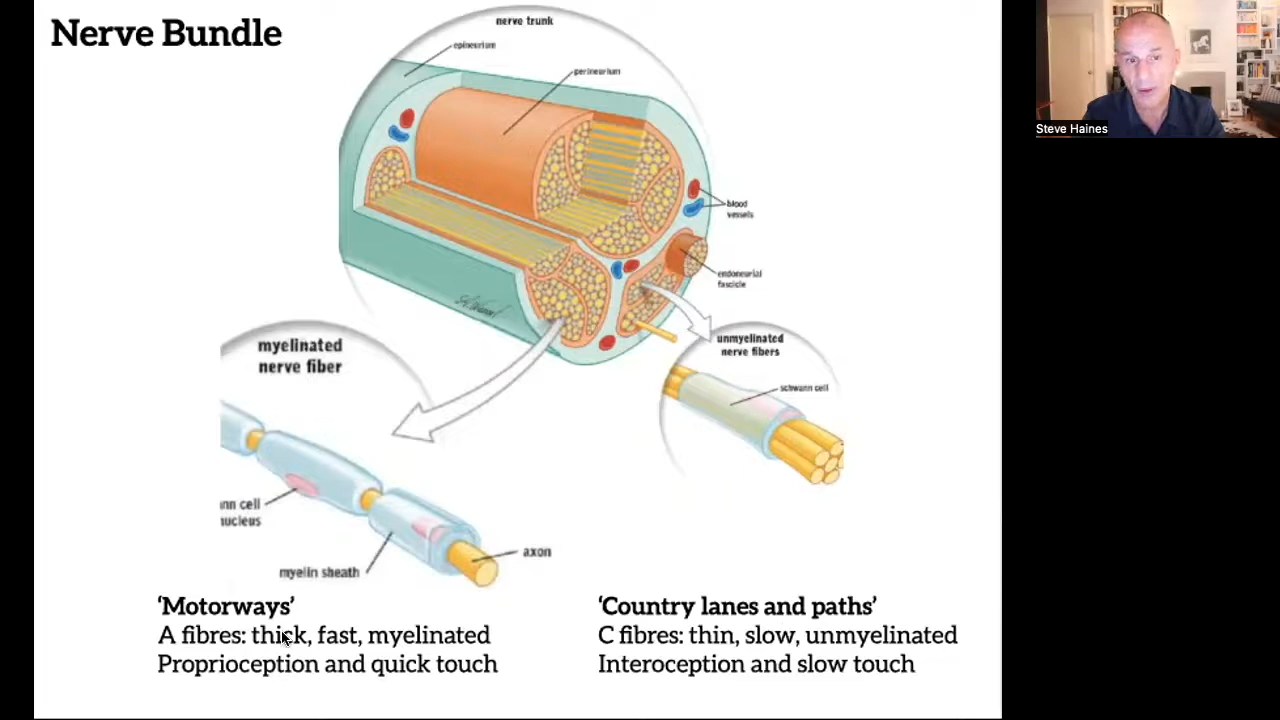 Nerve Bundle
nerve trunk
epineurium
perineurium
blood
vessels
endoneurial
fascicle
myelinated
nerve fiber
unmyelinated
nerve fibers
schwann cell
nn cell
nucleus
axon
myelin sheath
‘Motorways’
A fibres: thick, fast, myelinated
Proprioception and quick touch
‘Country lanes and paths’
C fibres: thin, slow, unmyelinated
Interoception and slow touch
Steve Haines